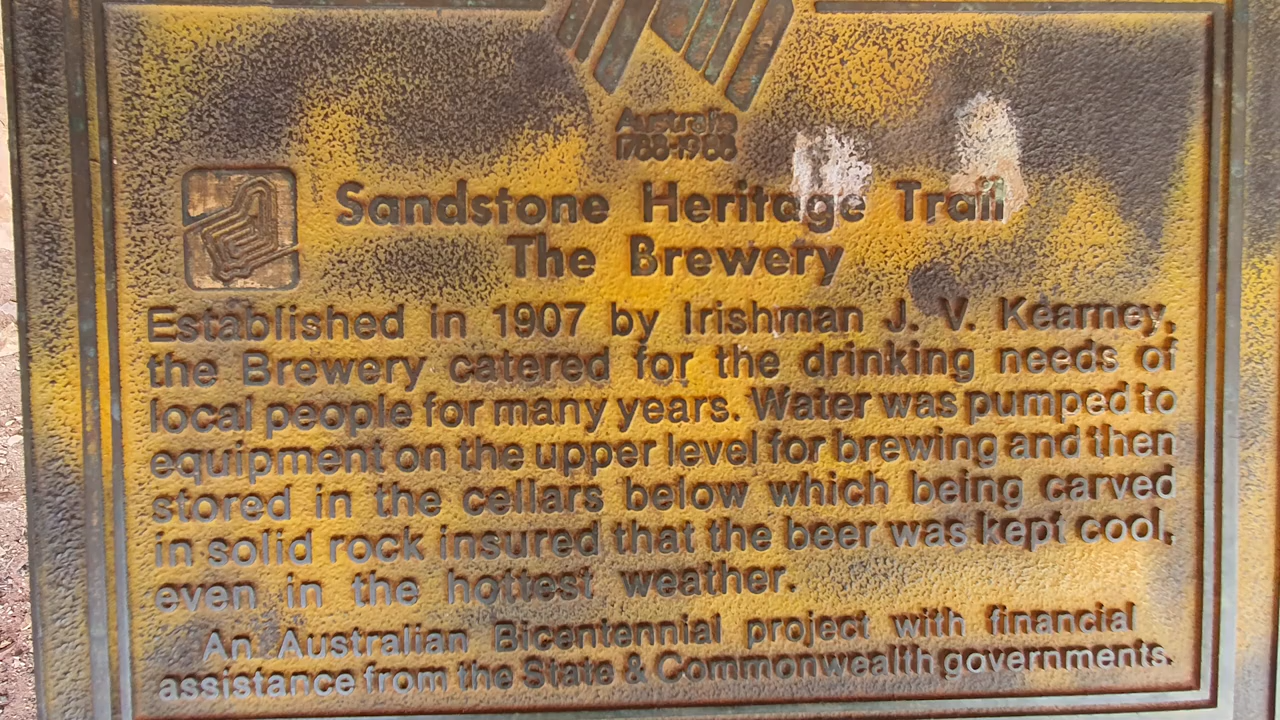 Australia
1788-1988
Sandstone Heritage Trail
The Brewery
Established in 1907 by Irishman J. V. Kearney,
the Brewery catered for the drinking needs of
local people for many years. Water was pumped to
equipment on the upper level for brewing and then
stored in the cellars below which being carved
in solid rock insured that the beer was kept cool,
even in the hottest weather.
An Australian Bicentennial project with financial
assistance from the State & Commonwealth governments.